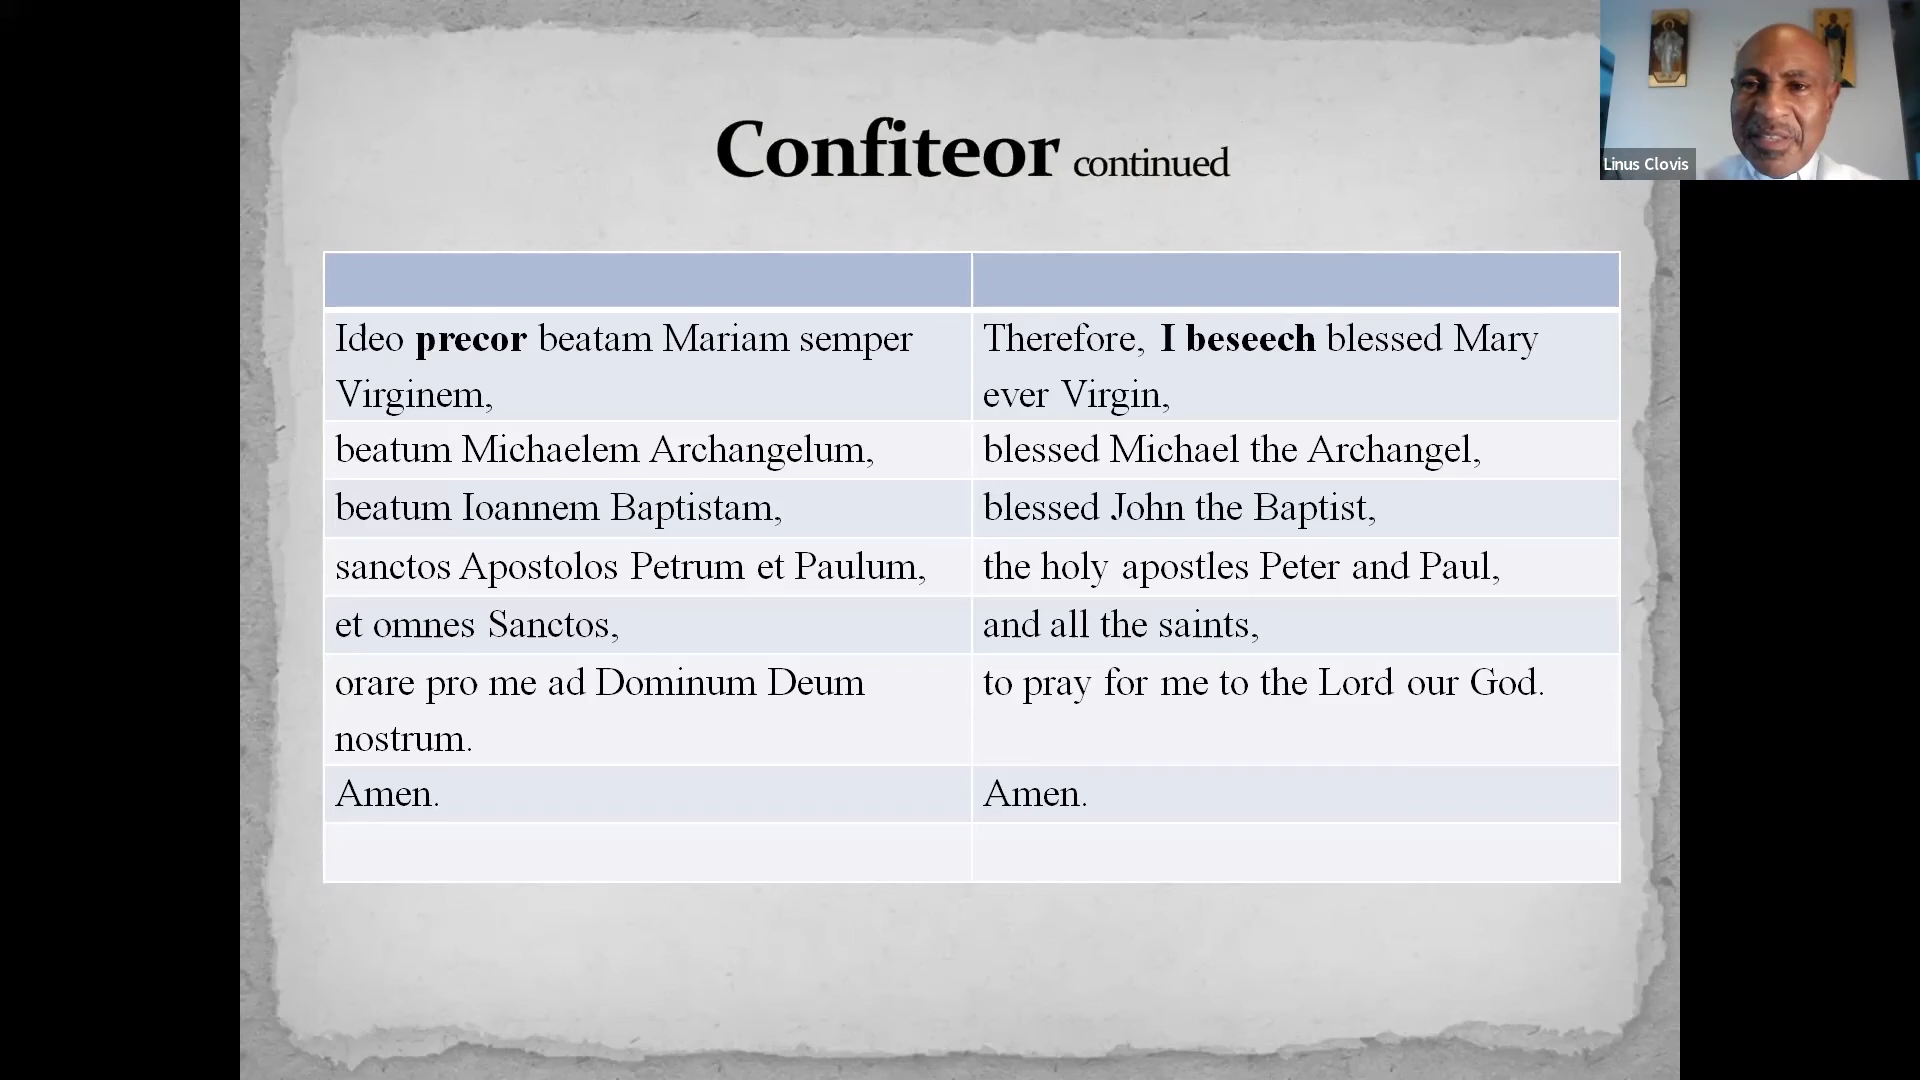 Linus Clovis
Confiteor continued
Ideo precor beatam Mariam semper
Virginem,
Therefore, I beseech blessed Mary
ever Virgin,
beatum Michaelem Archangelum,
blessed Michael the Archangel,
beatum Ioannem Baptistam,
blessed John the Baptist,
sanctos Apostolos Petrum et Paulum,
the holy apostles Peter and Paul,
et omnes Sanctos,
and all the saints,
orare pro me ad Dominum Deum
nostrum.
to pray for me to the Lord our God.
Amen.
Amen.